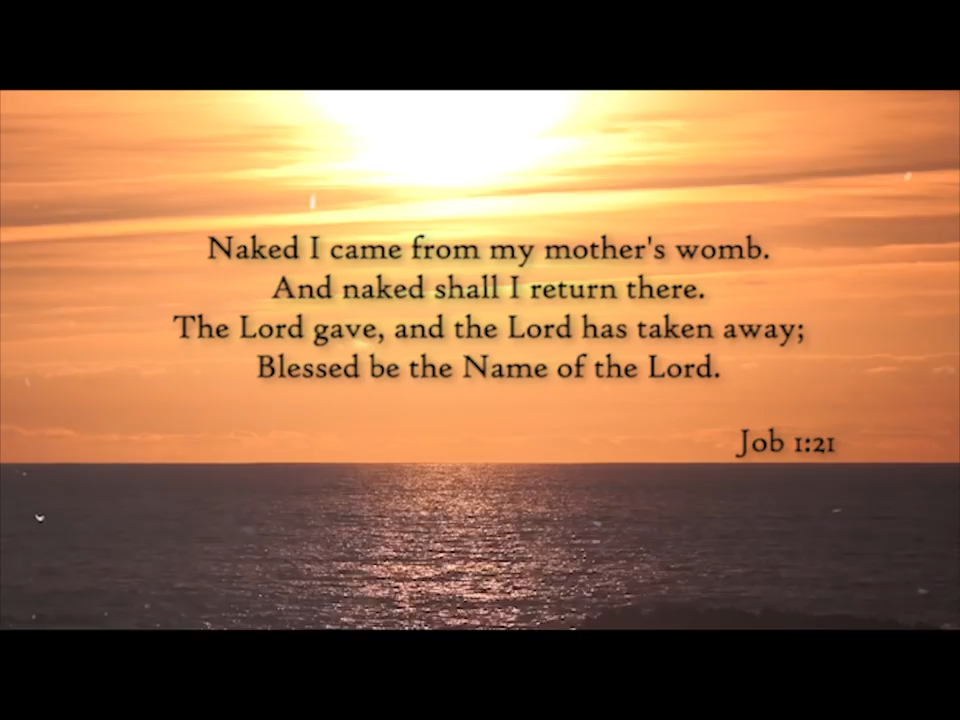 Naked I came from my mother's womb.
And naked shall I return there.
The Lord gave, and the Lord has taken away;
Blessed be the Name of the Lord.
Job 1:21